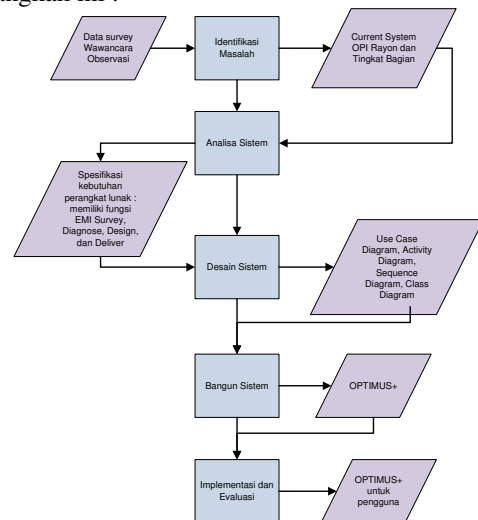 Data survey
Wawancara
Observasi
Identifikasi
Masalah
Current System
OPI Rayon dan
Tingkat Bagian
Analisa Sistem
Spesifikasi
kebutuhan
perangkat lunak :
memiliki fungsi
EMI Survey,
Diagnose, Design,
dan Deliver
Desain Sistem
Use Case
Diagram, Activity
Diagram,
Sequence
Diagram, Class
Diagram
Bangun Sistem
OPTIMUS+
Implementasi dan
Evaluasi
OPTIMUS+
untuk
pengguna